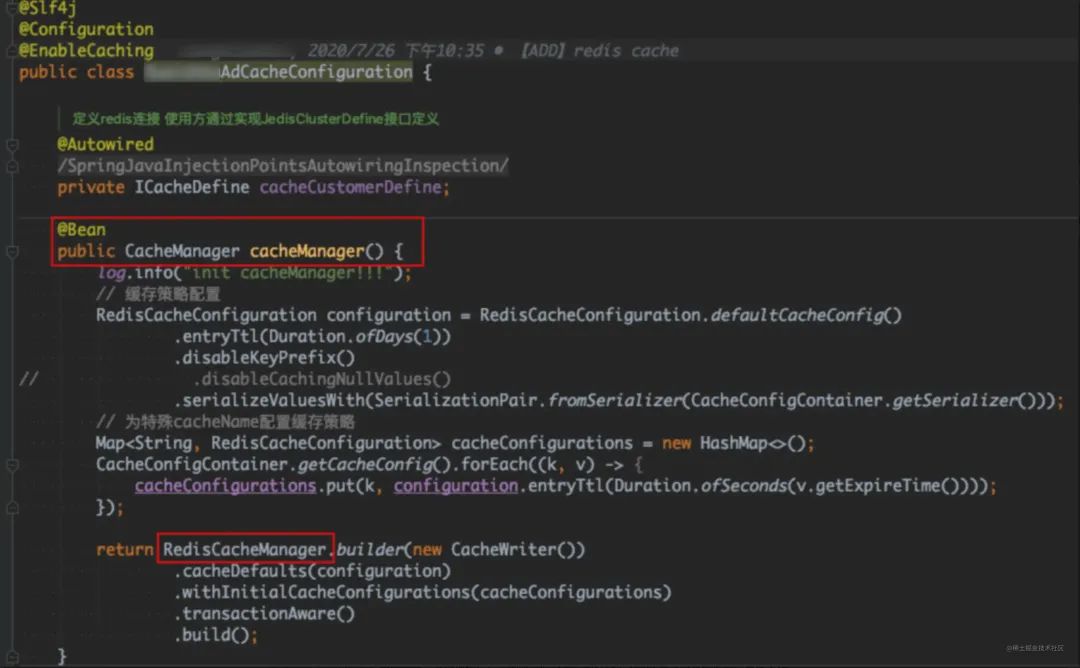 @Slf4j
@Configuration
@EnableCaching , 2020/7/26 下午10:35 • 【ADD】redis cache
public class AdCacheConfiguration {
定义redis连接 使用方通过实现JedisClusterDefine接口定义
@Autowired
/SpringJavaInjectionPointsAutowiringInspection/
private ICacheDefine cacheCustomerDefine;
@Bean
public CacheManager cacheManager() {
log.info("init cacheManager!!!");
// 缓存策略配置
RedisCacheConfiguration configuration = RedisCacheConfiguration.defaultCacheConfig()
.entryTtl(Duration.ofDays(1))
.disableKeyPrefix()
// .disableCachingNullValues()
.serializeValuesWith(SerializationPair.fromSerializer(CacheConfigContainer.getSerializer()));
// 为特殊cacheName配置缓存策略
Map<String, RedisCacheConfiguration> cacheConfigurations = new HashMap<>();
CacheConfigContainer.getCacheConfig().forEach((k, v) -> {
cacheConfigurations.put(k, configuration.entryTtl(Duration.ofSeconds(v.getExpireTime())));
});
return RedisCacheManager.builder(new CacheWriter())
.cacheDefaults(configuration)
.withInitialCacheConfigurations(cacheConfigurations)
.transactionAware()
.build();
}
@稀土掘金技术社区